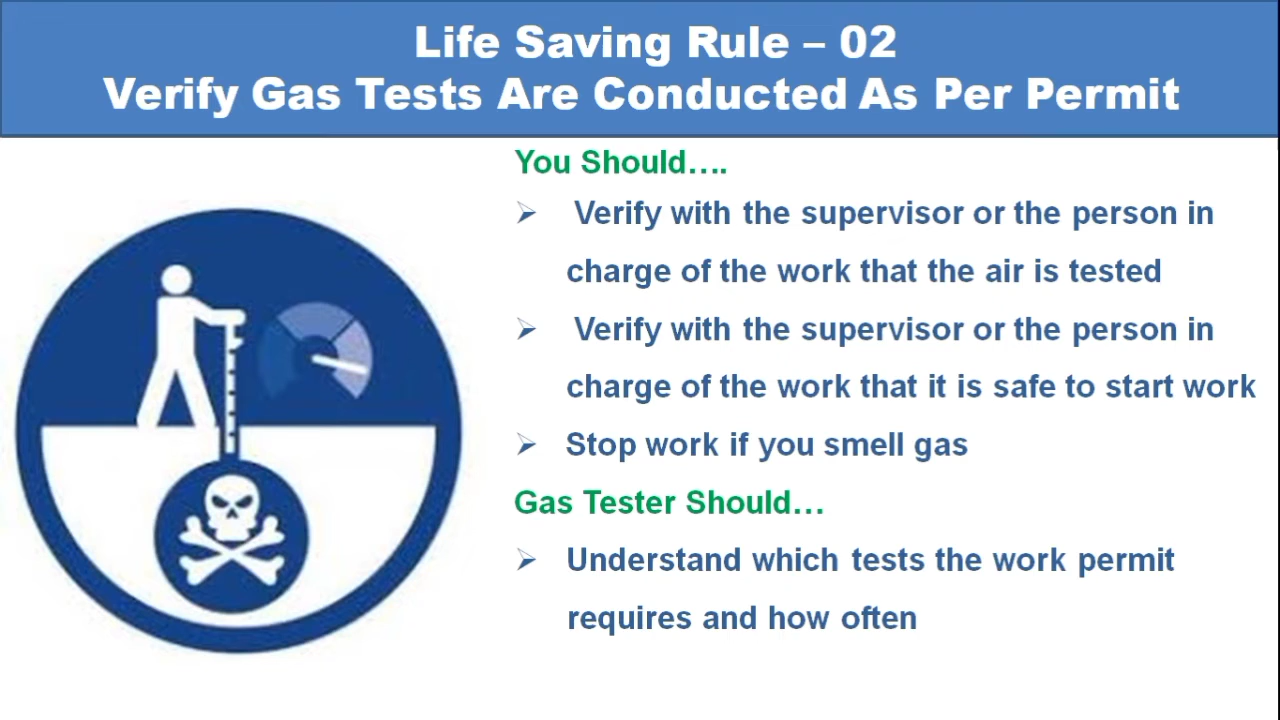 Life Saving Rule – 02
Verify Gas Tests Are Conducted As Per Permit
You Should….
➢ Verify with the supervisor or the person in
charge of the work that the air is tested
➢ Verify with the supervisor or the person in
charge of the work that it is safe to start work
➢ Stop work if you smell gas
Gas Tester Should…
➢ Understand which tests the work permit
requires and how often